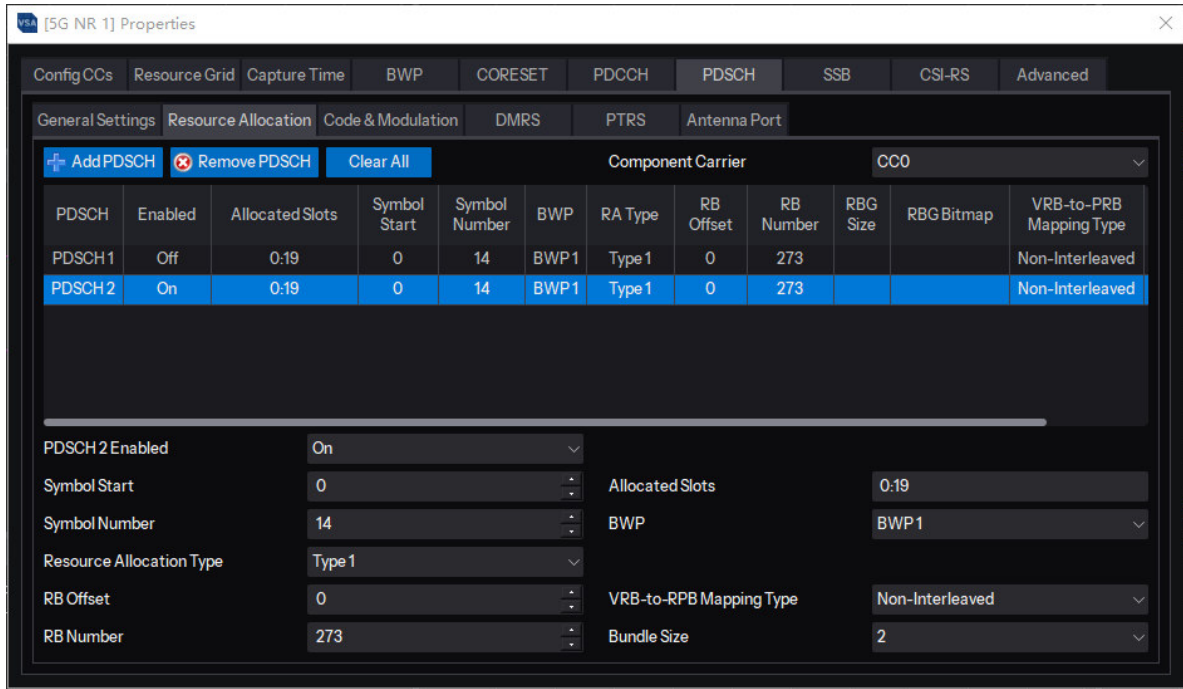 VSA [5G NR 1] Properties
Config CCs Resource Grid Capture Time BWP CORESET PDCCH PDSCH SSB CSI-RS Advanced
General Settings Resource Allocation Code & Modulation DMRS PTRS Antenna Port
Add PDSCH Remove PDSCH Clear All Component Carrier CC0
PDSCH Enabled Allocated Slots Symbol Start Symbol Number BWP RA Type RB Offset RB Number RBG Size RBG Bitmap VRB-to-PRB Mapping Type
PDSCH 1 Off 0:19 0 14 BWP1 Type 1 0 273 Non-Interleaved
PDSCH 2 On 0:19 0 14 BWP1 Type 1 0 273 Non-Interleaved
PDSCH 2 Enabled On
Symbol Start 0 Allocated Slots 0:19
Symbol Number 14 BWP BWP1
Resource Allocation Type Type 1
RB Offset 0 VRB-to-RPB Mapping Type Non-Interleaved
RB Number 273 Bundle Size 2